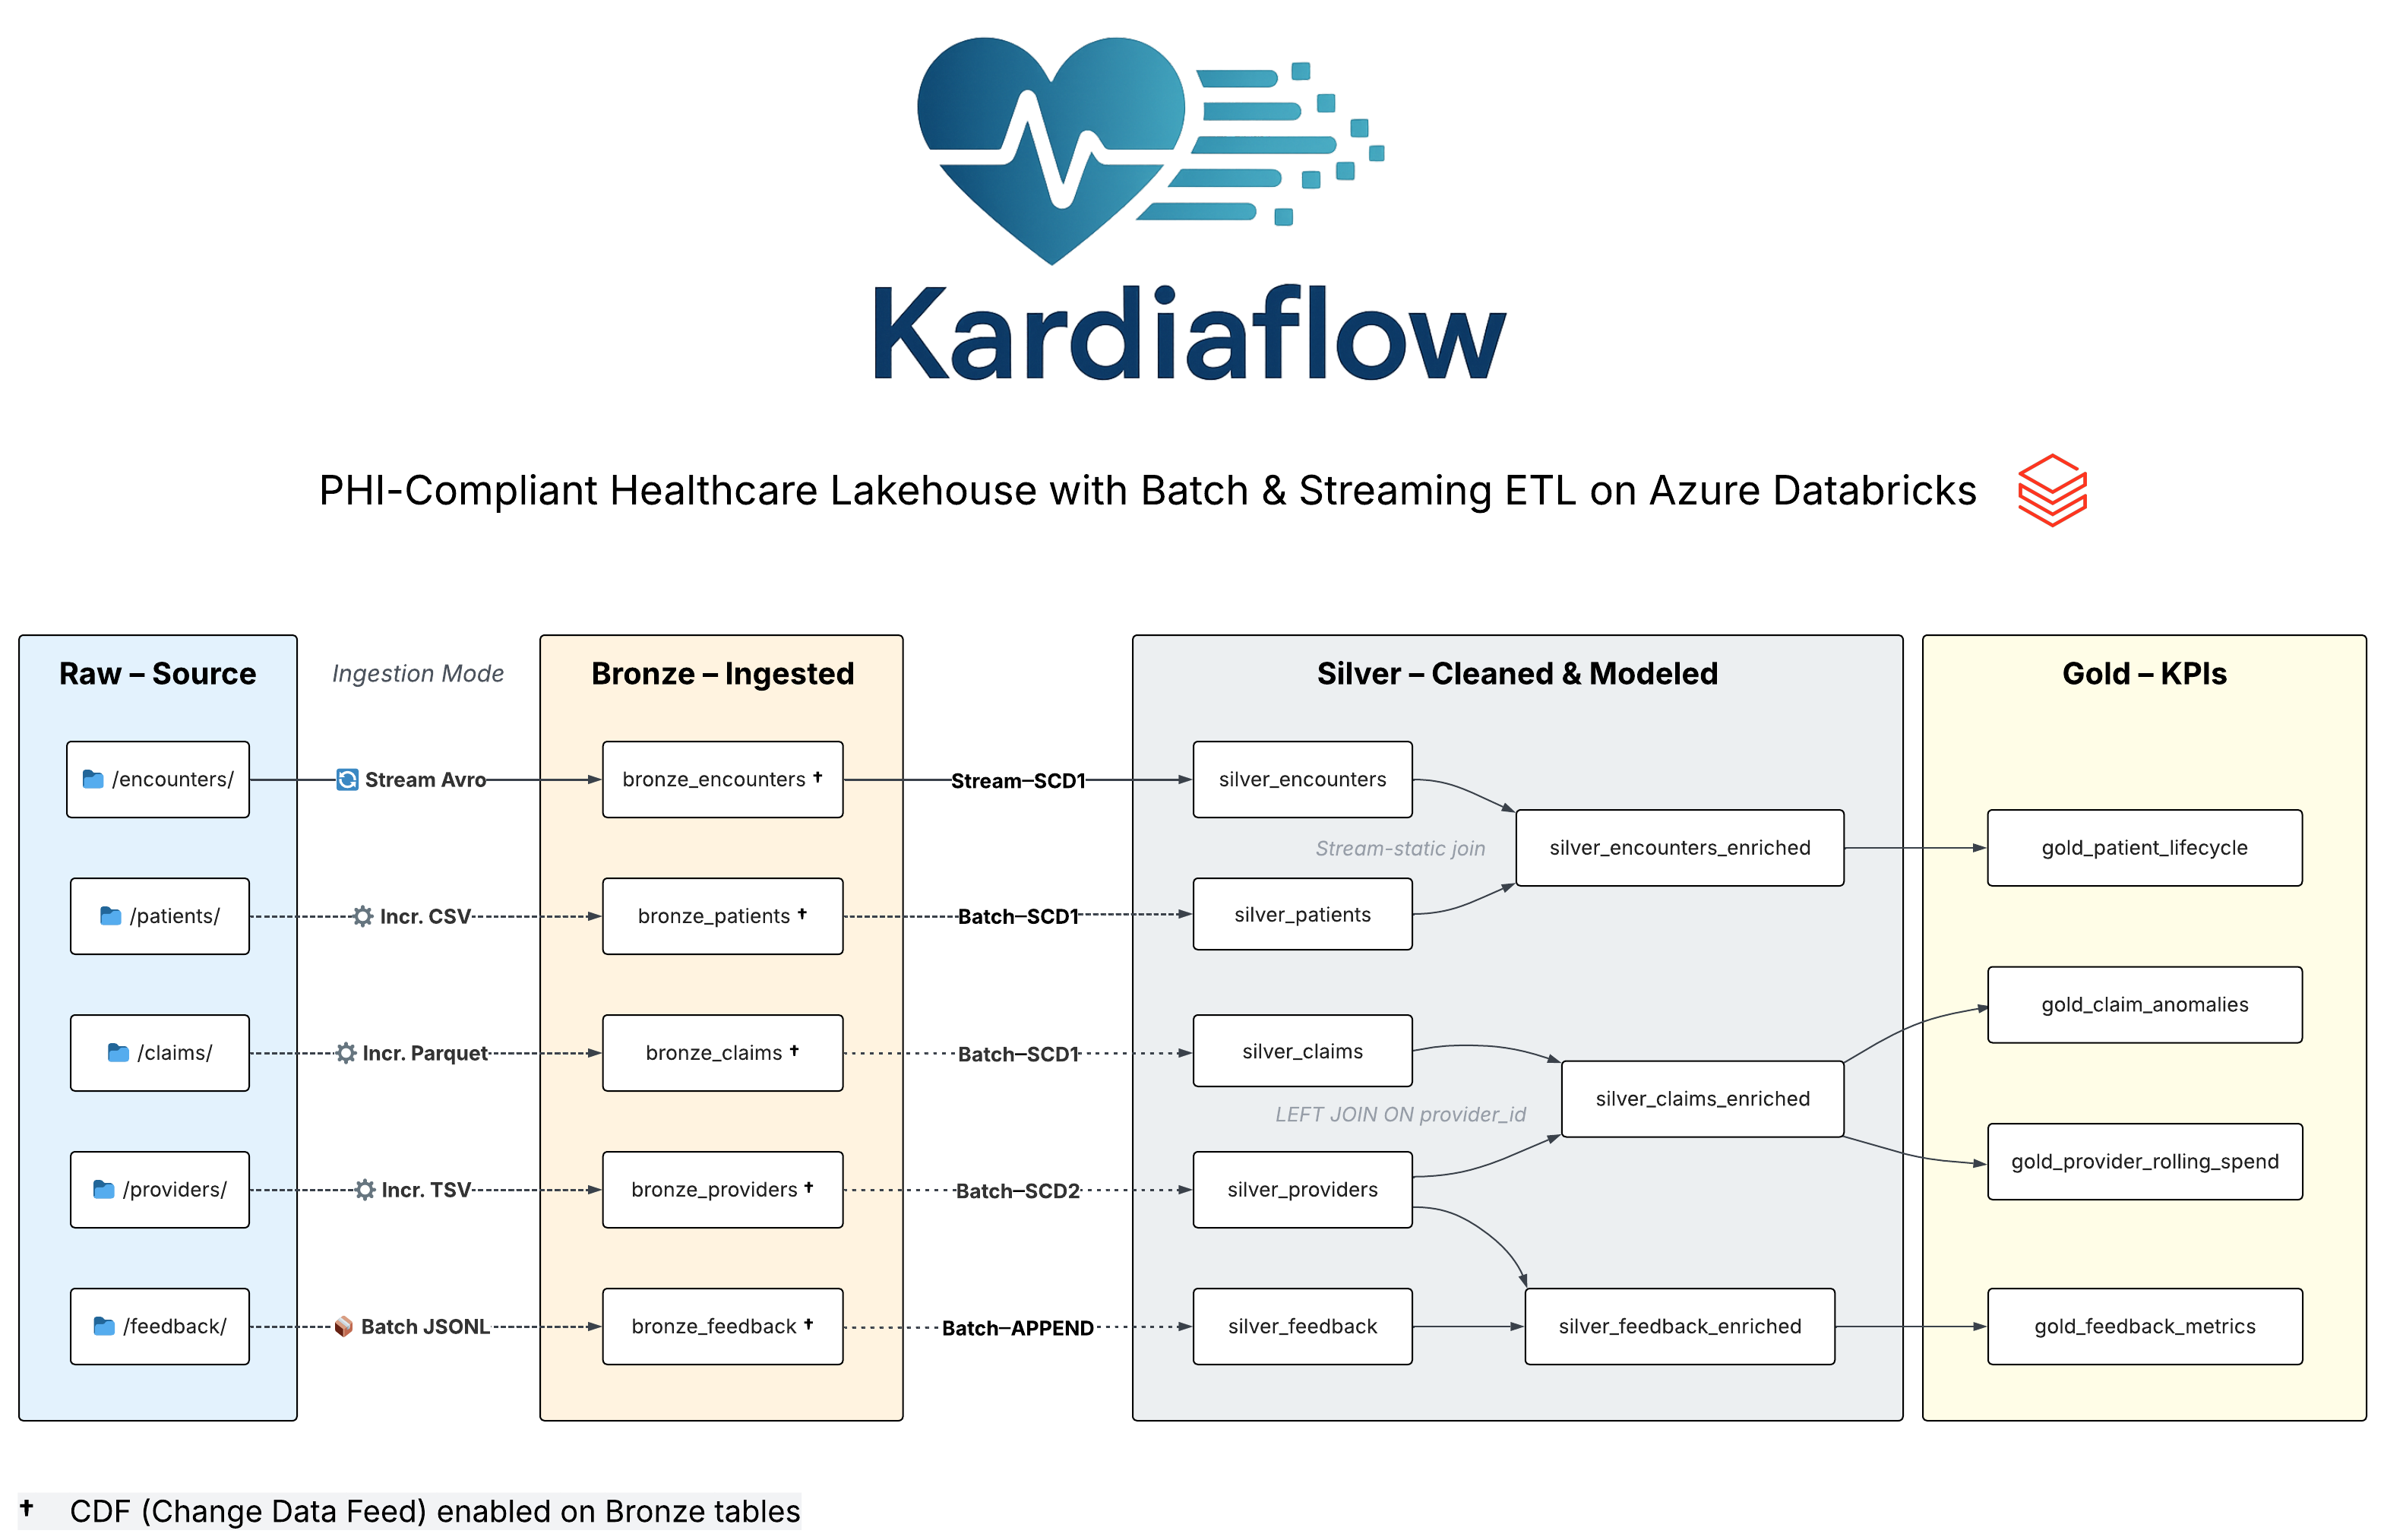 Kardiaflow
PHI-Compliant Healthcare Lakehouse with Batch & Streaming ETL on Azure Databricks
Raw – Source
Ingestion Mode
Bronze – Ingested
Silver – Cleaned & Modeled
Gold – KPIs
/encounters/
Stream Avro
bronze_encounters †
Stream–SCD1
silver_encounters
Stream-static join
silver_encounters_enriched
gold_patient_lifecycle
/patients/
Incr. CSV
bronze_patients †
Batch–SCD1
silver_patients
gold_claim_anomalies
/claims/
Incr. Parquet
bronze_claims †
Batch–SCD1
silver_claims
LEFT JOIN ON provider_id
silver_claims_enriched
gold_provider_rolling_spend
/providers/
Incr. TSV
bronze_providers †
Batch–SCD2
silver_providers
/feedback/
Batch JSONL
bronze_feedback †
Batch–APPEND
silver_feedback
silver_feedback_enriched
gold_feedback_metrics
† CDF (Change Data Feed) enabled on Bronze tables